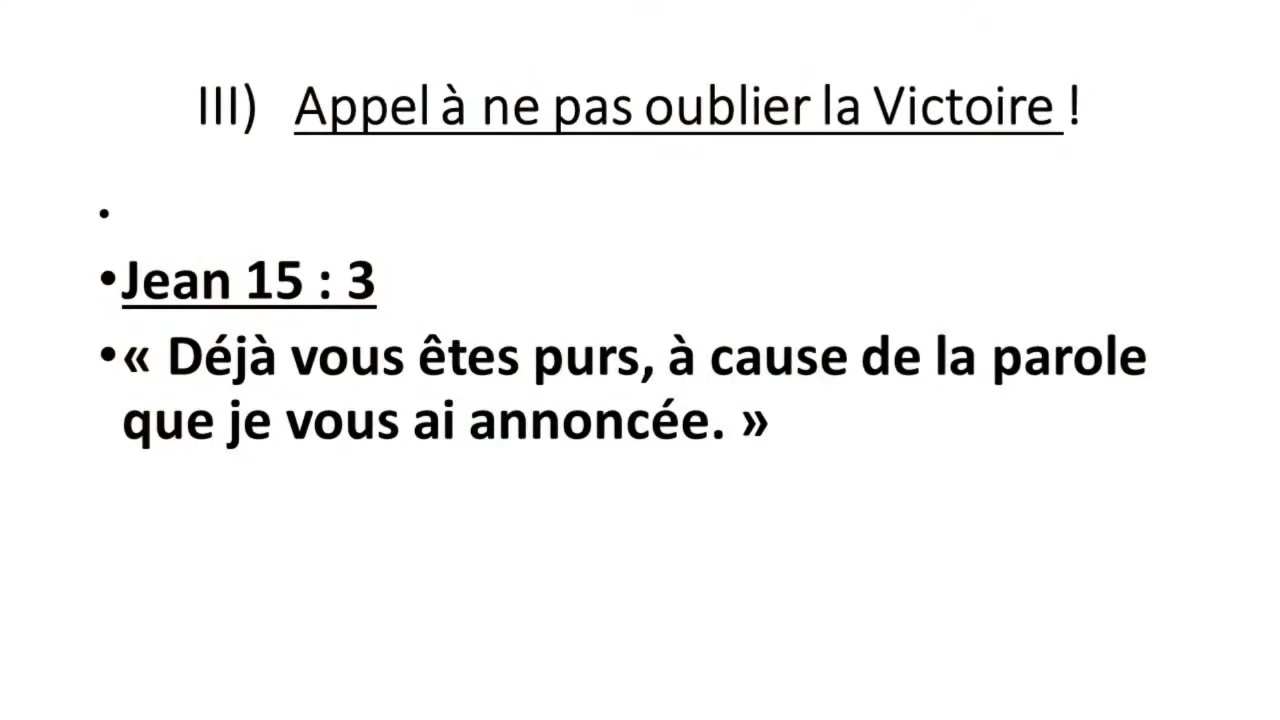 III) Appel à ne pas oublier la Victoire !
•
•Jean 15 : 3
•« Déjà vous êtes purs, à cause de la parole
que je vous ai annoncée. »